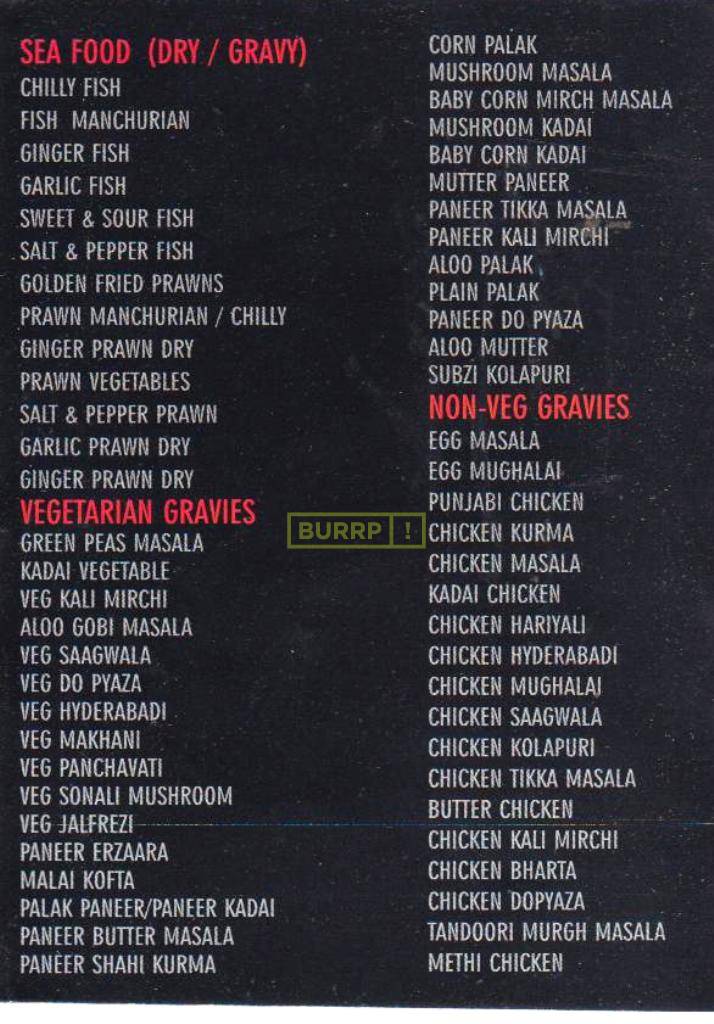 SEA FOOD (DRY / GRAVY)
CHILLY FISH
FISH MANCHURIAN
GINGER FISH
GARLIC FISH
SWEET & SOUR FISH
SALT & PEPPER FISH
GOLDEN FRIED PRAWNS
PRAWN MANCHURIAN / CHILLY
GINGER PRAWN DRY
PRAWN VEGETABLES
SALT & PEPPER PRAWN
GARLIC PRAWN DRY
GINGER PRAWN DRY
VEGETARIAN GRAVIES
GREEN PEAS MASALA
KADAI VEGETABLE
VEG KALI MIRCHI
ALOO GOBI MASALA
VEG SAAGWALA
VEG DO PYAZA
VEG HYDERABADI
VEG MAKHANI
VEG PANCHAVATI
VEG SONALI MUSHROOM
VEG JALFREZI
PANEER ERZAARA
MALAI KOFTA
PALAK PANEER/PANEER KADAI
PANEER BUTTER MASALA
PANEER SHAHI KURMA
CORN PALAK
MUSHROOM MASALA
BABY CORN MIRCH MASALA
MUSHROOM KADAI
BABY CORN KADAI
MUTTER PANEER
PANEER TIKKA MASALA
PANEER KALI MIRCHI
ALOO PALAK
PLAIN PALAK
PANEER DO PYAZA
ALOO MUTTER
SUBZI KOLAPURI
NON-VEG GRAVIES
EGG MASALA
EGG MUGHALAI
PUNJABI CHICKEN
CHICKEN KURMA
CHICKEN MASALA
KADAI CHICKEN
CHICKEN HARIYALI
CHICKEN HYDERABADI
CHICKEN MUGHALAI
CHICKEN SAAGWALA
CHICKEN KOLAPURI
CHICKEN TIKKA MASALA
BUTTER CHICKEN
CHICKEN KALI MIRCHI
CHICKEN BHARTA
CHICKEN DOPYAZA
TANDOORI MURGH MASALA
METHI CHICKEN
BURRP !